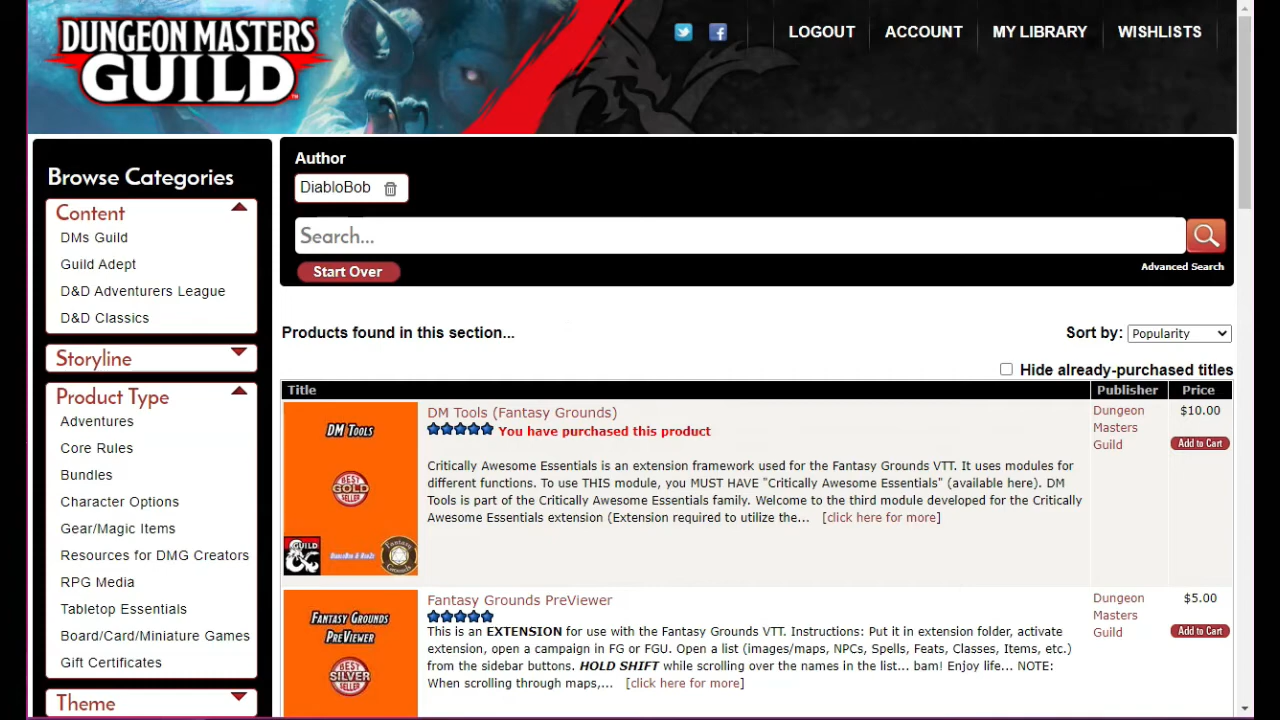 DUNGEON MASTERS
GUILD
LOGOUT
ACCOUNT
MY LIBRARY
WISHLISTS
Browse Categories
Content
DMs Guild
Guild Adept
D&D Adventurers League
D&D Classics
Storyline
Product Type
Adventures
Core Rules
Bundles
Character Options
Gear/Magic Items
Resources for DMG Creators
RPG Media
Tabletop Essentials
Board/Card/Miniature Games
Gift Certificates
Theme
Author
DiabloBob
Search...
Start Over
Advanced Search
Products found in this section...
Sort by: Popularity
Hide already-purchased titles
Title
Publisher
Price
DM TOOLS
BEST
GOLD
SELLER
GUILD
FANTASY
GROUNDS
DM Tools (Fantasy Grounds)
You have purchased this product
Critically Awesome Essentials is an extension framework used for the Fantasy Grounds VTT. It uses modules for
different functions. To use THIS module, you MUST HAVE "Critically Awesome Essentials" (available here). DM
Tools is part of the Critically Awesome Essentials family. Welcome to the third module developed for the Critically
Awesome Essentials extension (Extension required to utilize the... [click here for more]
Dungeon
Masters
Guild
$10.00
Add to Cart
FANTASY GROUNDS
PREVIEWER
BEST
SILVER
SELLER
Fantasy Grounds PreViewer
This is an EXTENSION for use with the Fantasy Grounds VTT. Instructions: Put it in extension folder, activate
extension, open a campaign in FG or FGU. Open a list (images/maps, NPCs, Spells, Feats, Classes, Items, etc.)
from the sidebar buttons. HOLD SHIFT while scrolling over the names in the list... bam! Enjoy life... NOTE:
When scrolling through maps,... [click here for more]
Dungeon
Masters
Guild
$5.00
Add to Cart